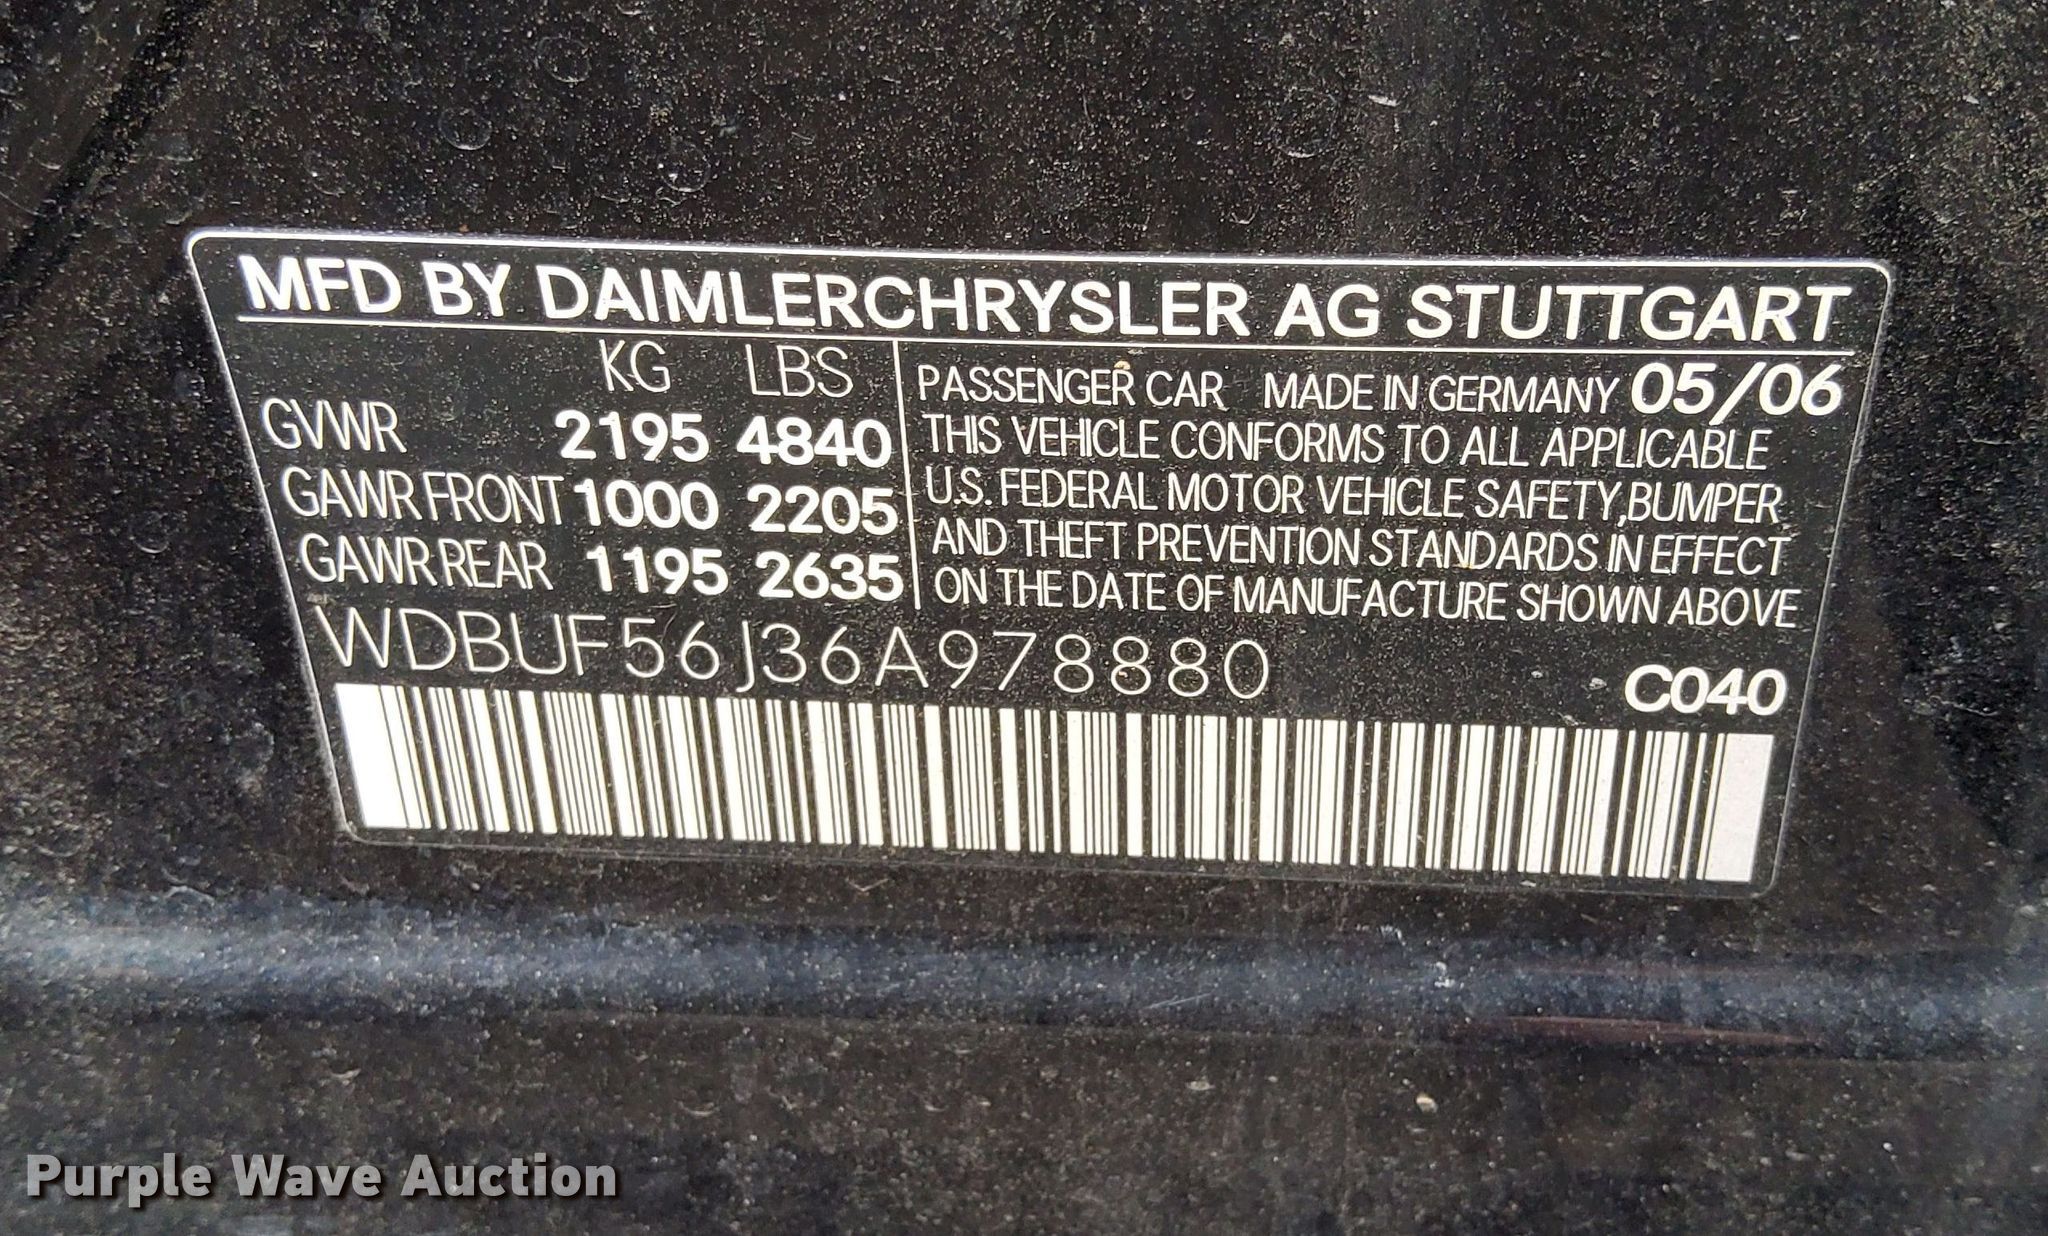 MFD BY DAIMLERCHRYSLER AG STUTTGART
KG LBS
GVWR 2195 4840
GAWR FRONT 1000 2205
GAWR REAR 1195 2635
PASSENGER CAR MADE IN GERMANY 05/06
THIS VEHICLE CONFORMS TO ALL APPLICABLE
U.S. FEDERAL MOTOR VEHICLE SAFETY, BUMPER
AND THEFT PREVENTION STANDARDS IN EFFECT
ON THE DATE OF MANUFACTURE SHOWN ABOVE
WDBUF56J36A978880
C040
Purple Wave Auction